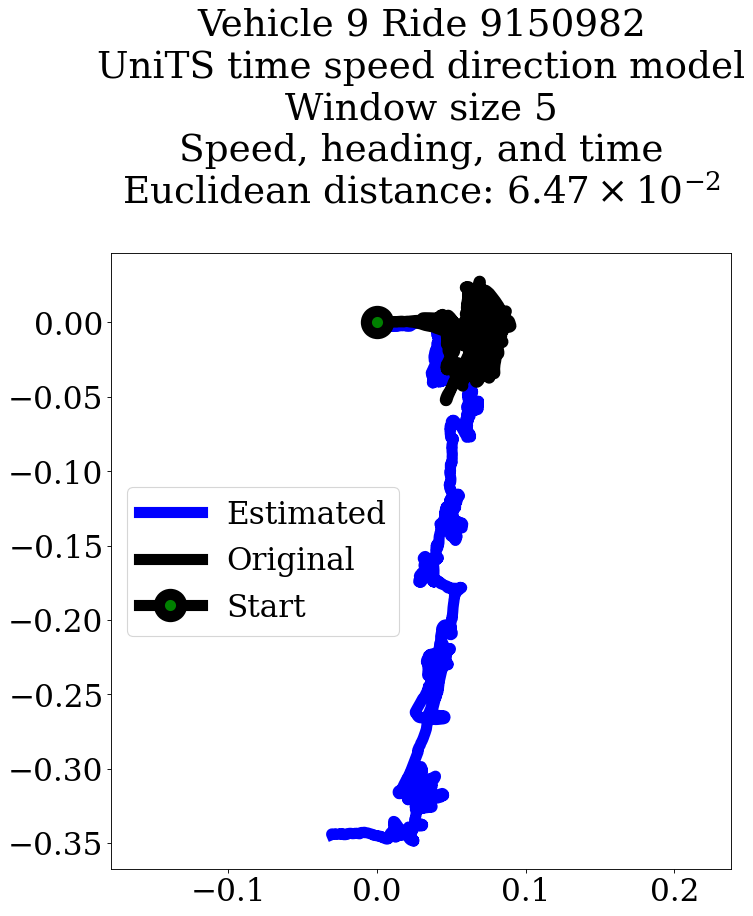 Vehicle 9 Ride 9150982
UniTS time speed direction model
Window size 5
Speed, heading, and time
Euclidean distance: 6.47 × 10⁻²
0.00
−0.05
−0.10
−0.15
−0.20
−0.25
−0.30
−0.35
Estimated
Original
Start
−0.1
0.0
0.1
0.2